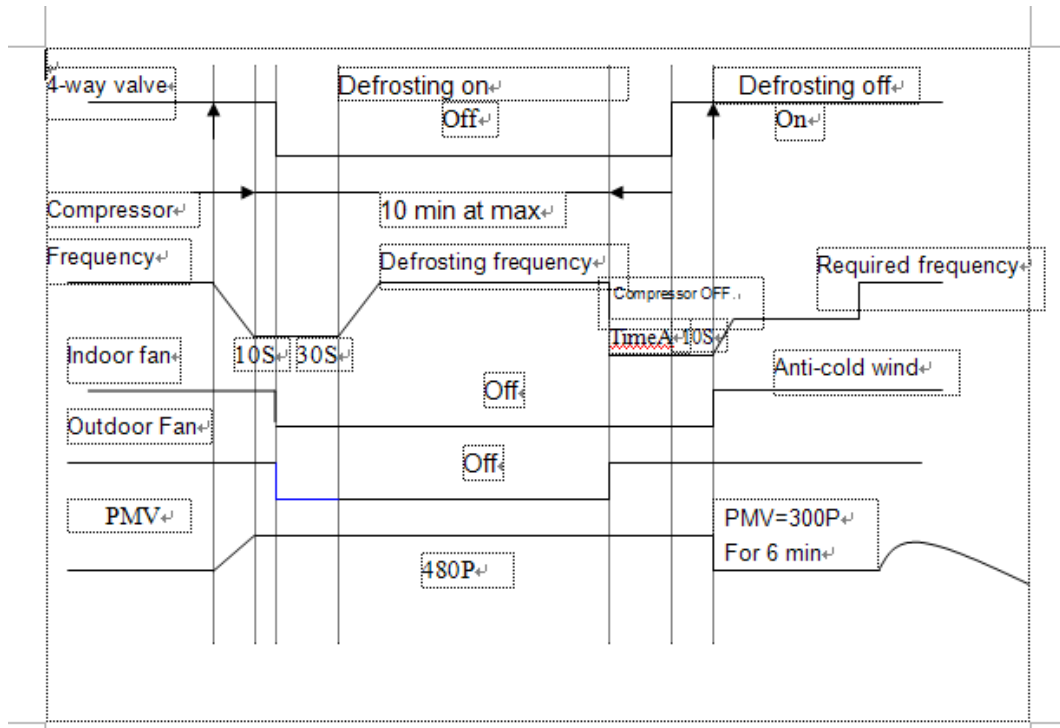 4-way valve
Defrosting on
Defrosting off
Off
On
Compressor
10 min at max
Frequency
Defrosting frequency
Required frequency
Compressor OFF.
TimeA
10S
Indoor fan
10S
30S
Anti-cold wind
Off
Outdoor Fan
Off
PMV
PMV=300P
For 6 min
480P